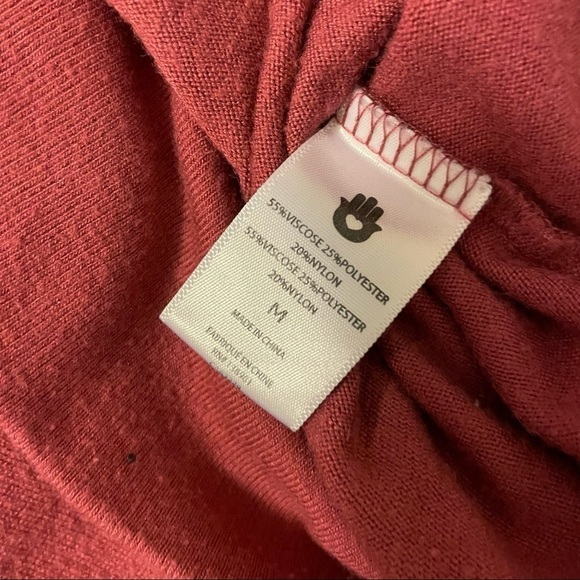 55%VISCOSE 25%POLYESTER
20%NYLON
55%VISCOSE 25%POLYESTER
20%NYLON
M
MADE IN CHINA
FABRIQUÉ EN CHINE